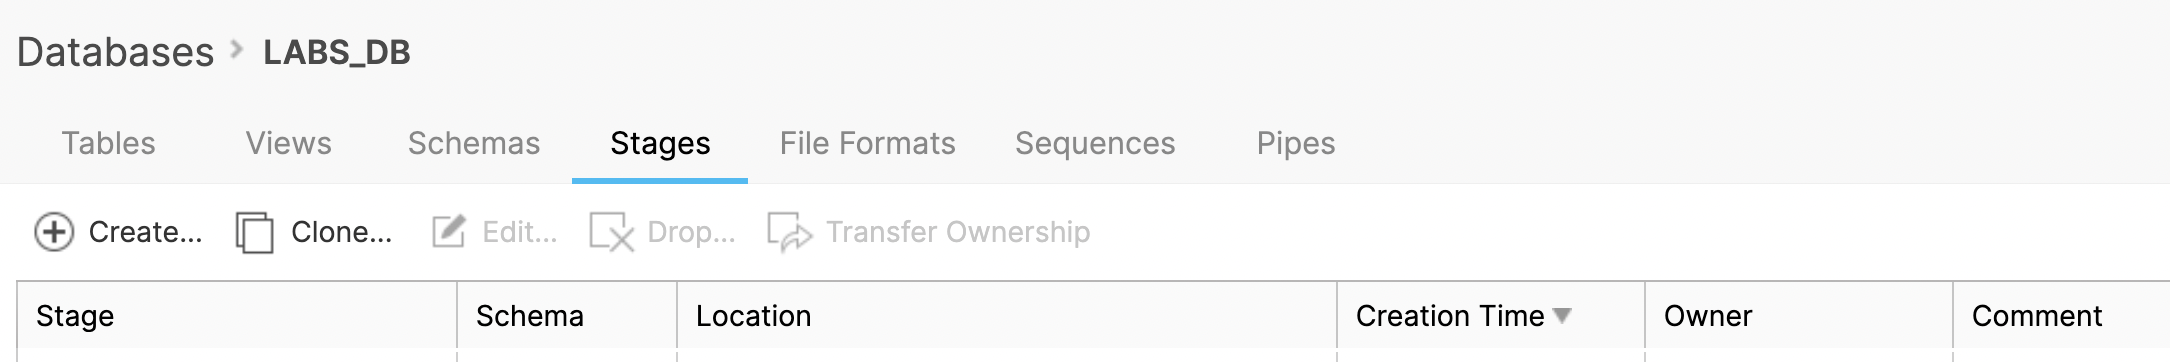 Databases > LABS_DB
Tables Views Schemas Stages File Formats Sequences Pipes
Create... Clone... Edit... Drop... Transfer Ownership
Stage Schema Location Creation Time Owner Comment